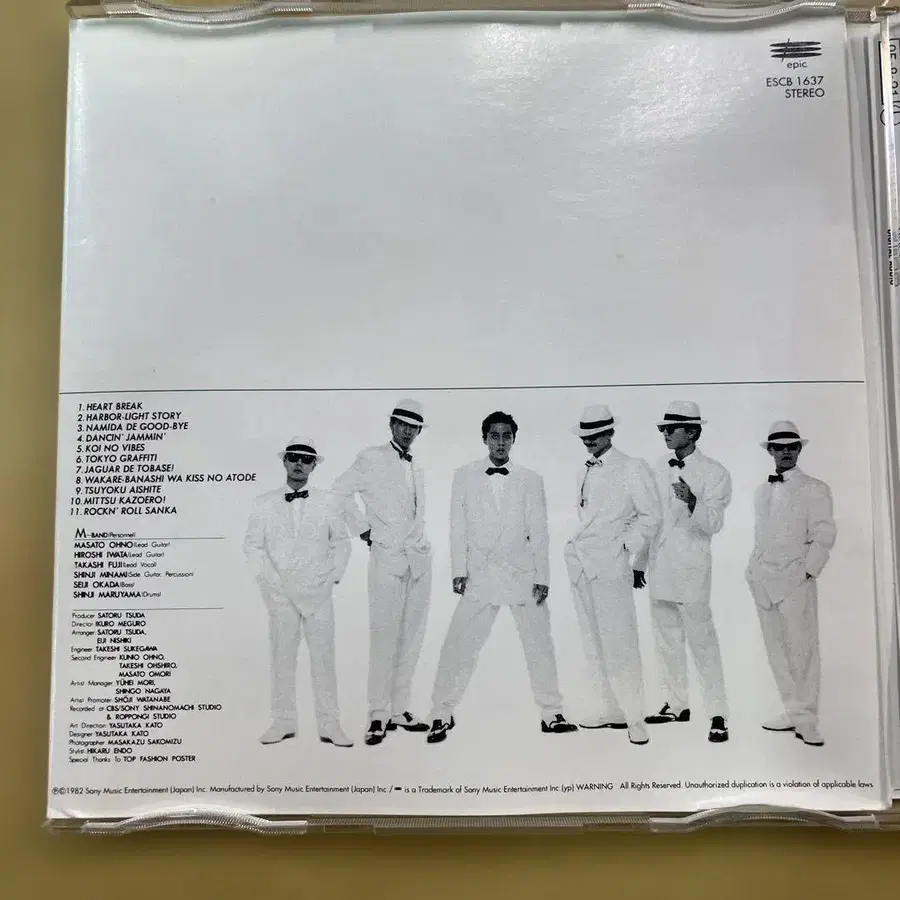 epic
ESCB 1637
STEREO
1. HEART BREAK
2. HARBOR-LIGHT STORY
3. NAMIDA DE GOOD-BYE
4. DANCIN' JAMMIN'
5. KOI NO VIBES
6. TOKYO GRAFFITI
7. JAGUAR DE TOBASE!
8. WAKARE-BANASHI WA KISS NO ATODE
9. TSUYOKU AISHITE
10. MITTSU KAZOERO!
11. ROCKN' ROLL SANKA
M-BAND(Personnel)
MASATO OHNO(Lead Guitar)
HIROSHI IWATA(Lead Guitar)
TAKASHI FUJI(Lead Vocal)
SHINJI MINAMI(Side Guitar, Percussion)
SEIJI OKADA(Bass)
SHINJI MARUYAMA(Drums)
Producer SATORU TSUDA
Director IKURO MEGURO
Arranger SATORU TSUDA,
EIJI NISHIKI
Engineer TAKESHI SUKEGAWA
Second Engineer KUNIO OHNO,
TAKESHI OHSHIRO,
MASATO OMORI
Artist Manager YŪHEI MORI,
SHINGO NAGAYA
Artist Promoter SHŌJI WATANABE
Recorded at CBS/SONY SHINANOMACHI STUDIO
& ROPPONGI STUDIO
Art Direction YASUTAKA KATO
Designer YASUTAKA KATO
Photographer MASAKAZU SAKOMIZU
Stylist HIKARU ENDO
Special Thanks To TOP FASHION POSTER
Ⓟ©1982 Sony Music Entertainment (Japan) Inc. Manufactured by Sony Music Entertainment (Japan) Inc. / is a Trademark of Sony Music Entertainment Inc (yp) WARNING All Rights Reserved. Unauthorized duplication is a violation of applicable laws
DIGITAL AUDIO